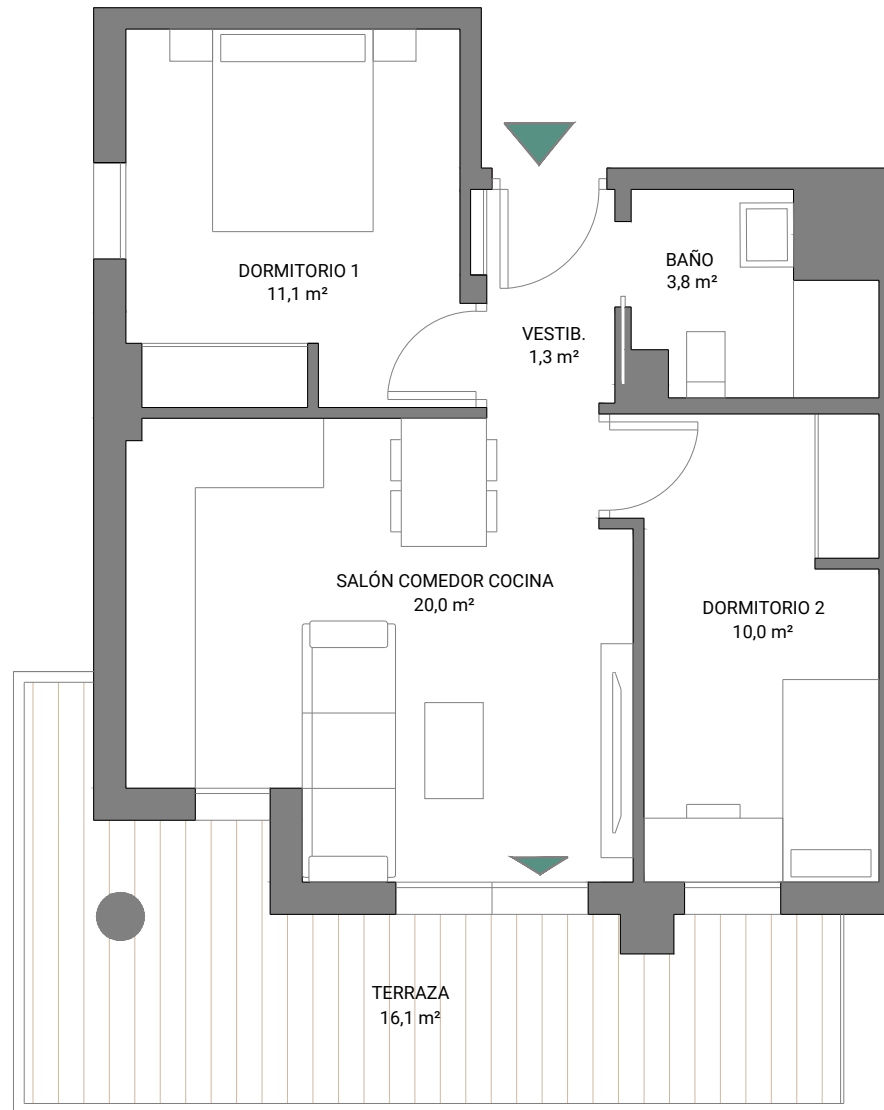 DORMITORIO 1
11,1 m²
BAÑO
3,8 m²
VESTIB.
1,3 m²
SALÓN COMEDOR COCINA
20,0 m²
DORMITORIO 2
10,0 m²
TERRAZA
16,1 m²